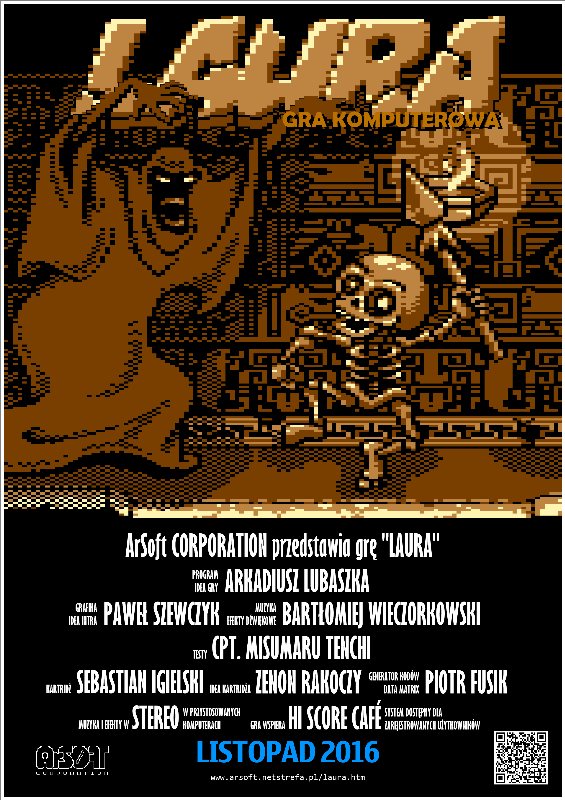 LAURA
GRA KOMPUTEROWA
ArSoft CORPORATION przedstawia grę "LAURA"
PROGRAM IDEA GRY ARKADIUSZ LUBASZKA
GRAFIKA IDEA INTRA PAWEŁ SZEWCZYK MUZYKA EFEKTY DŹWIĘKOWE BARTŁOMIEJ WIECZORKOWSKI
TESTY CPT. MISUMARU TENCHI
KARTRIDŻ SEBASTIAN IGIELSKI IDEA KARTRIDŻA ZENON RAKOCZY GENERATOR KODÓW DATA MATRIX PIOTR FUSIK
MUZYKA I EFEKTY W STEREO W PRZYSTOSOWANYCH KOMPUTERACH GRA WSPIERA HI SCORE CAFÉ SYSTEM DOSTĘPNY DLA ZAREJESTROWANYCH UŻYTKOWNIKÓW
LISTOPAD 2016
ArSoft CORPORATION
www.arsoft.netstrefa.pl/laura.htm